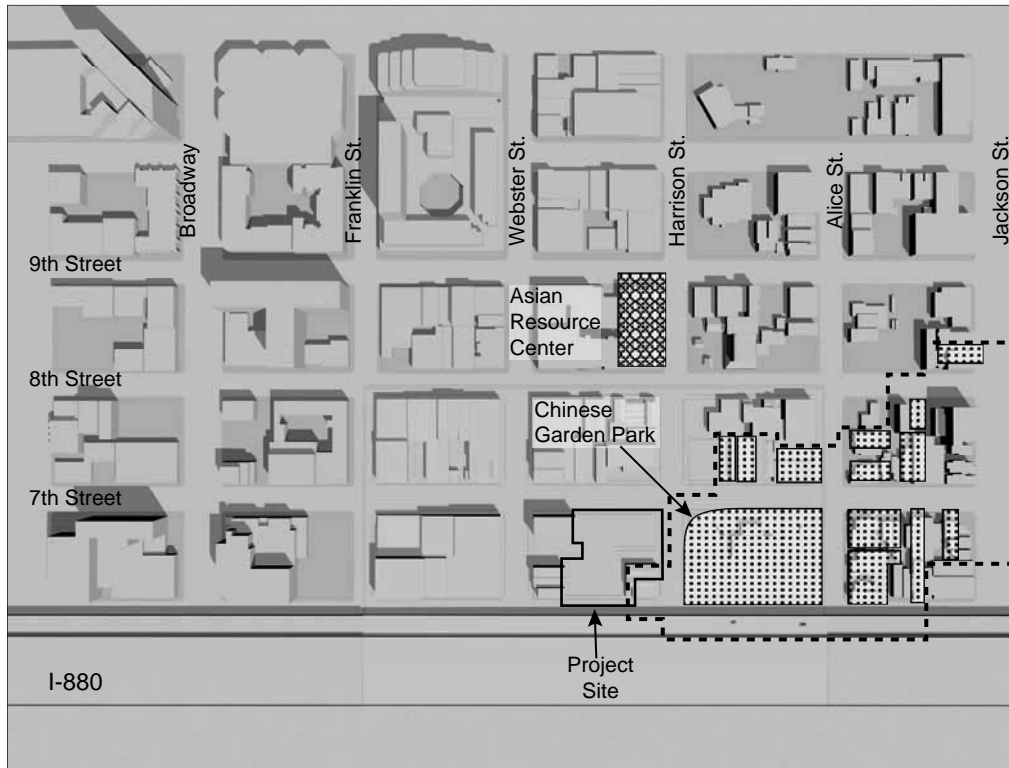 Broadway
Franklin St.
Webster St.
Harrison St.
Alice St.
Jackson St.
9th Street
Asian
Resource
Center
8th Street
Chinese
Garden Park
7th Street
Project
Site
I-880